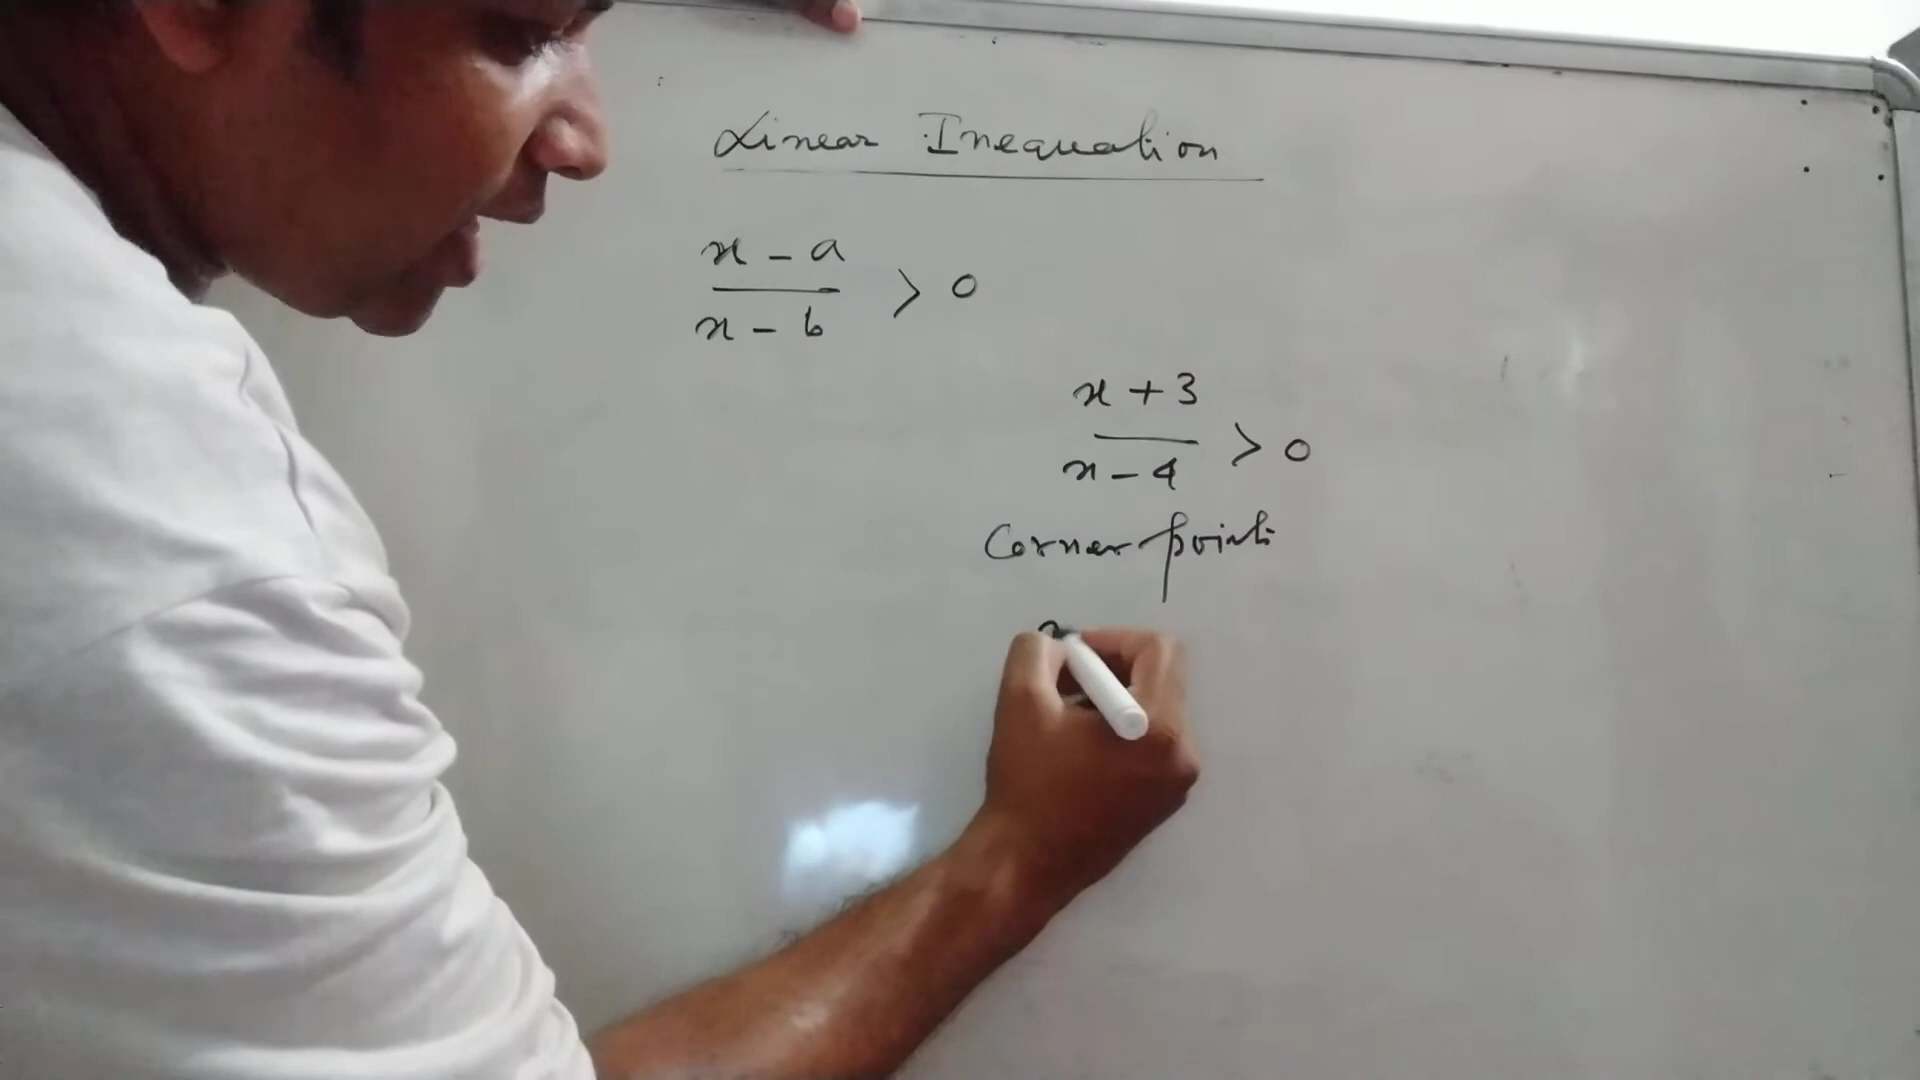 Linear Inequation
x - a
x - b
> 0
x + 3
x - 4
> 0
Corner points
x